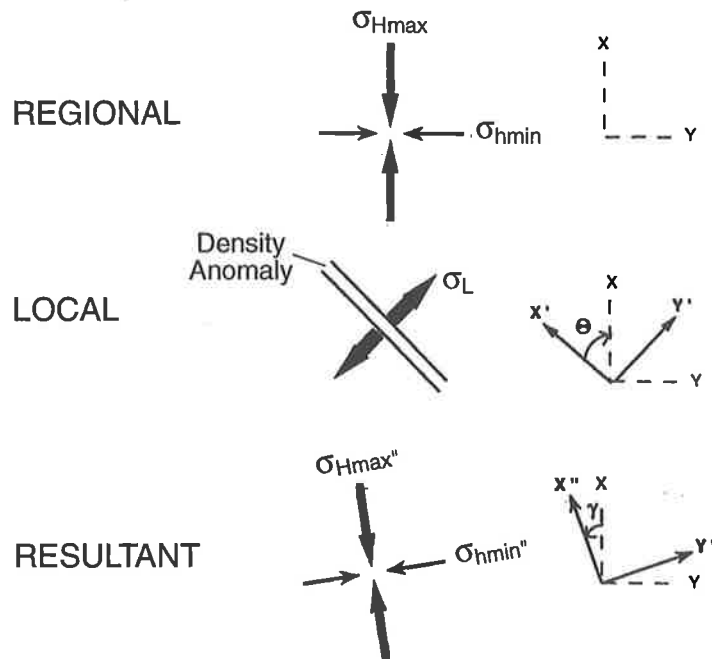 σHmax
X
REGIONAL
σhmin
Y
Density
Anomaly
σL
X
X'
Θ
Y'
LOCAL
Y
σHmax"
X"
X
γ
RESULTANT
σhmin"
Y"
Y